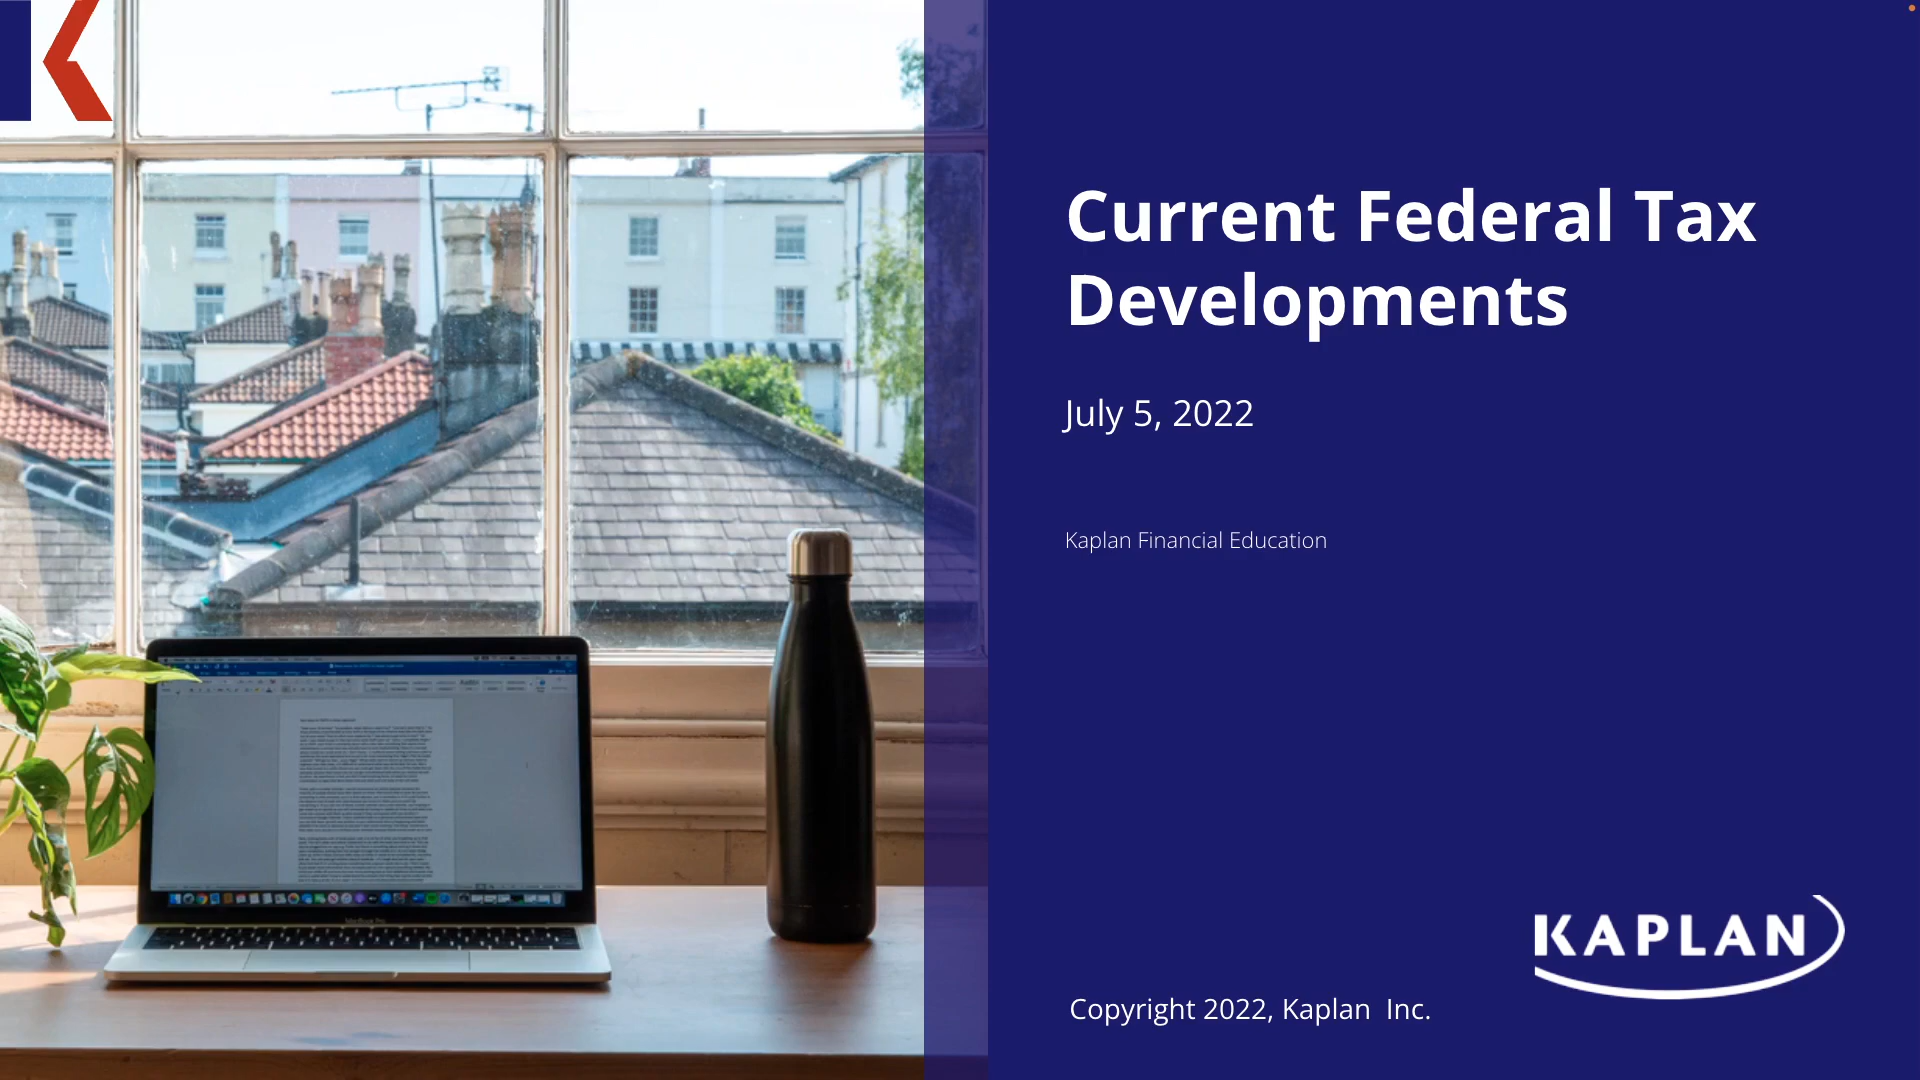 Current Federal Tax
Developments
July 5, 2022
Kaplan Financial Education
KAPLAN
Copyright 2022, Kaplan Inc.